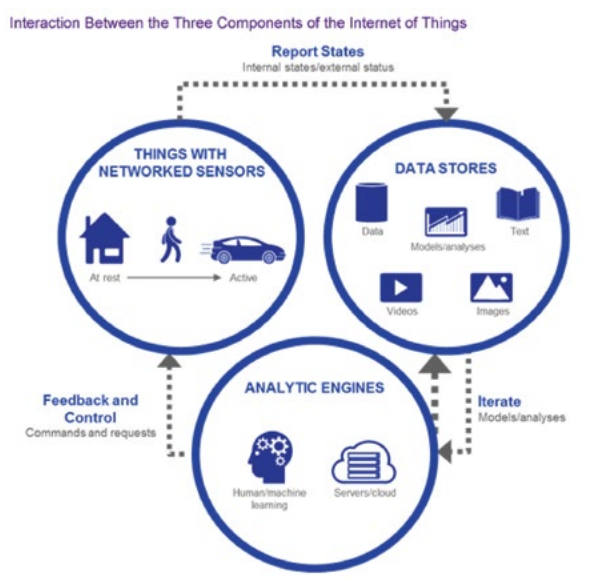 Interaction Between the Three Components of the Internet of Things
Report States
Internal states/external status
THINGS WITH
NETWORKED SENSORS
At rest
Active
DATA STORES
Data
Models/analyses
Text
Videos
Images
Feedback and
Control
Commands and requests
ANALYTIC ENGINES
Human/machine
learning
Servers/cloud
Iterate
Models/analyses